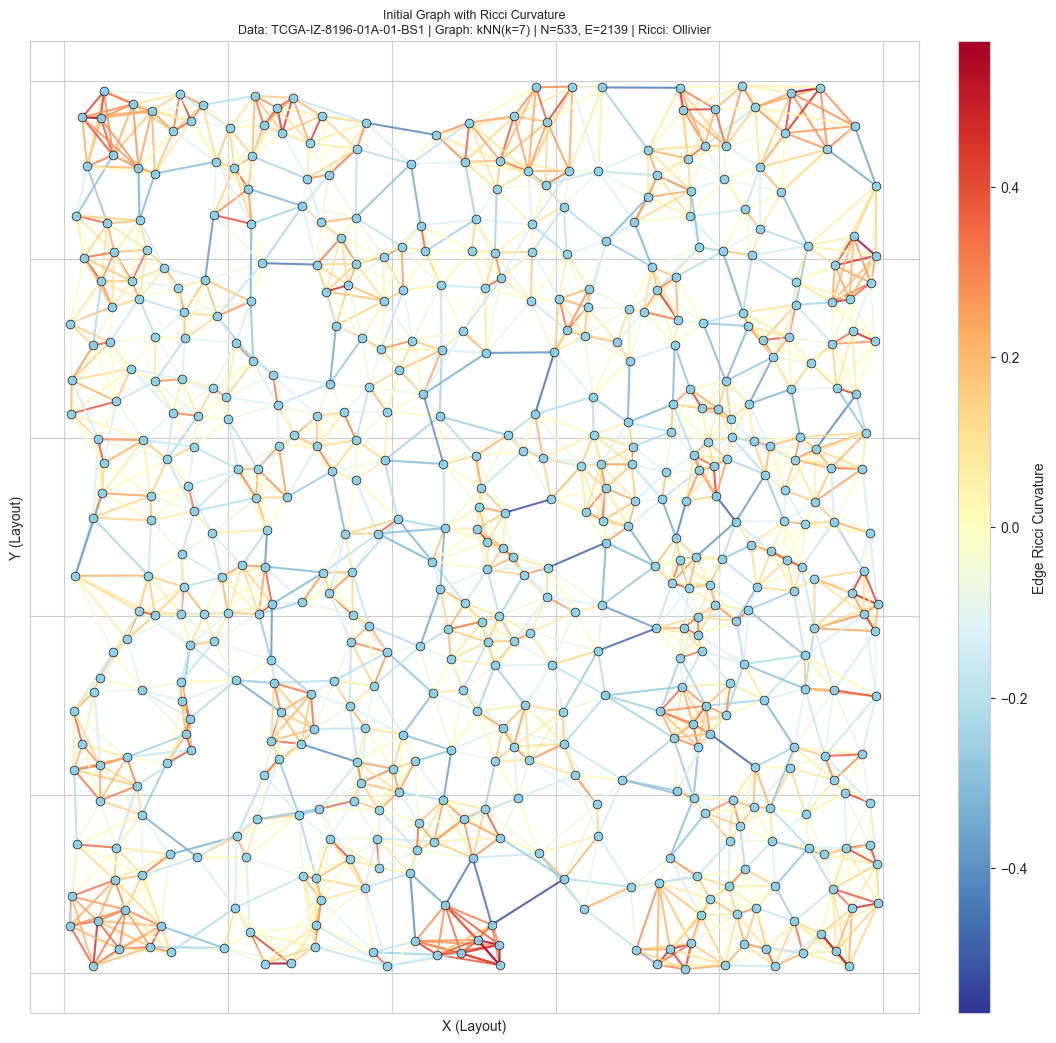 Initial Graph with Ricci Curvature
Data: TCGA-IZ-8196-01A-01-BS1 | Graph: kNN(k=7) | N=533, E=2139 | Ricci: Ollivier
Y (Layout)
X (Layout)
0.4
0.2
0.0
−0.2
−0.4
Edge Ricci Curvature